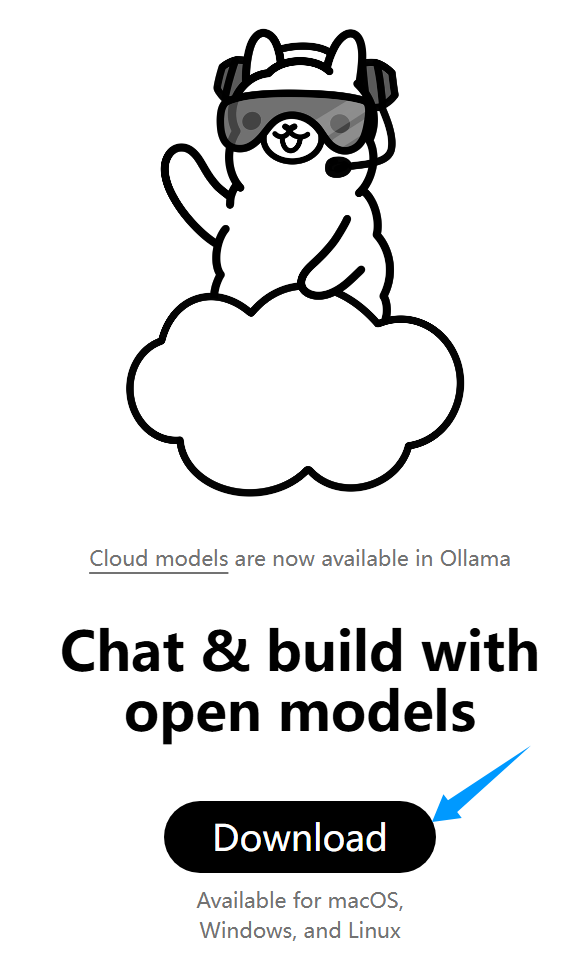 Cloud models are now available in Ollama
Chat & build with
open models
Download
Available for macOS,
Windows, and Linux